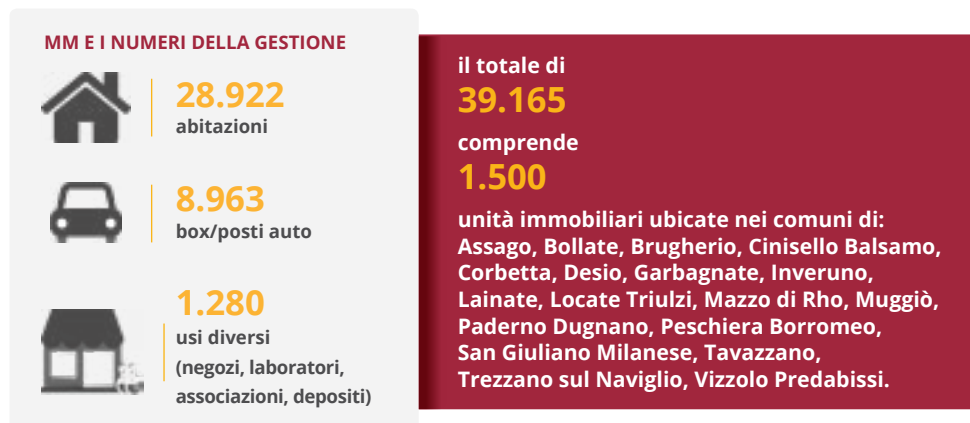 MM E I NUMERI DELLA GESTIONE
28.922
abitazioni
8.963
box/posti auto
1.280
usi diversi
(negozi, laboratori,
associazioni, depositi)
il totale di
39.165
comprende
1.500
unità immobiliari ubicate nei comuni di:
Assago, Bollate, Brugherio, Cinisello Balsamo,
Corbetta, Desio, Garbagnate, Inveruno,
Lainate, Locate Triulzi, Mazzo di Rho, Muggiò,
Paderno Dugnano, Peschiera Borromeo,
San Giuliano Milanese, Tavazzano,
Trezzano sul Naviglio, Vizzolo Predabissi.